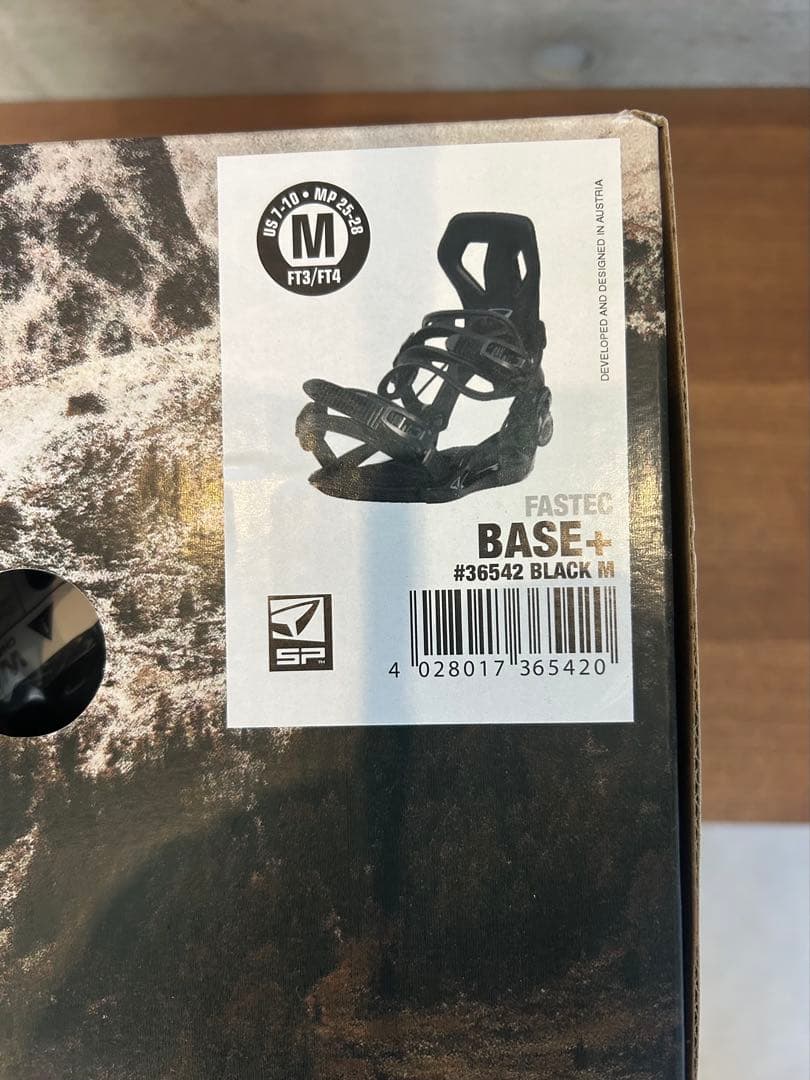 US 7-10 • MP 25-28
M
FT3/FT4
DEVELOPED AND DESIGNED IN AUSTRIA
FASTEC
BASE+
#36542 BLACK M
SP™
4 028017 365420